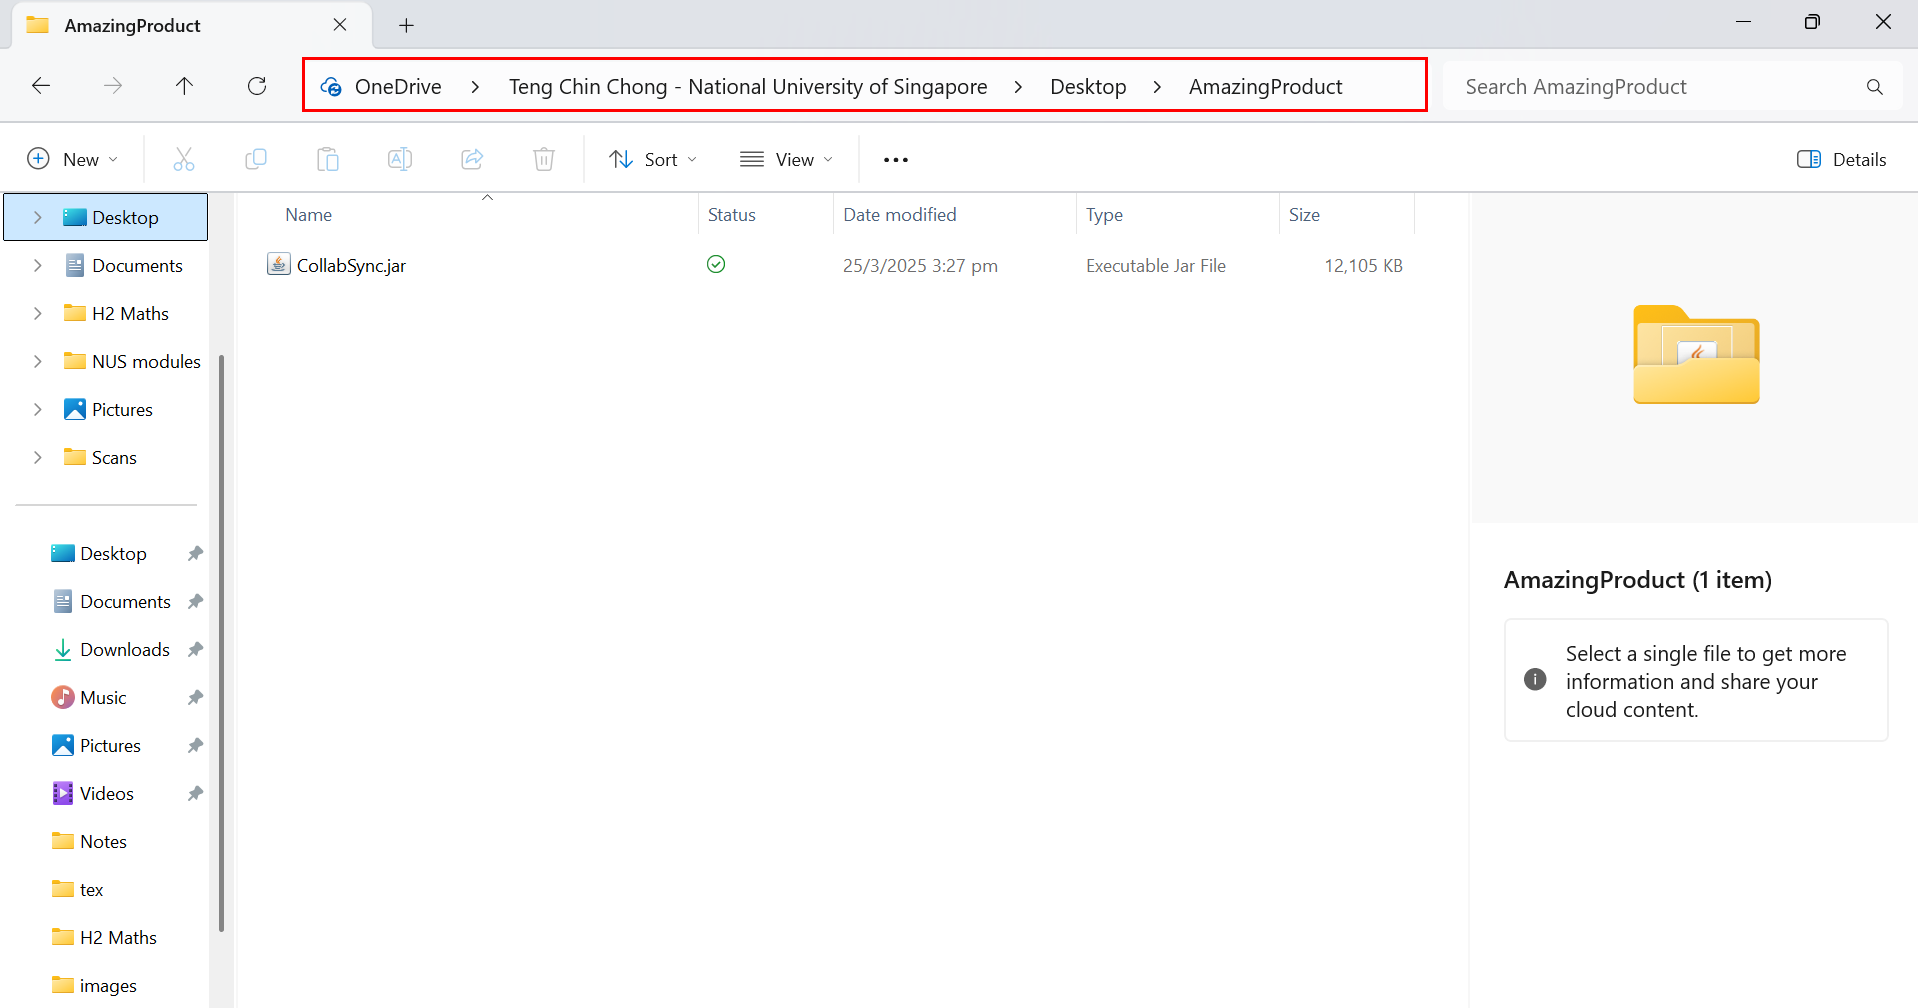 AmazingProduct
OneDrive > Teng Chin Chong - National University of Singapore > Desktop > AmazingProduct
Search AmazingProduct
New
Sort
View
Details
Desktop
Documents
H2 Maths
NUS modules
Pictures
Scans
Desktop
Documents
Downloads
Music
Pictures
Videos
Notes
tex
H2 Maths
images
Name Status Date modified Type Size
CollabSync.jar 25/3/2025 3:27 pm Executable Jar File 12,105 KB
AmazingProduct (1 item)
Select a single file to get more
information and share your
cloud content.